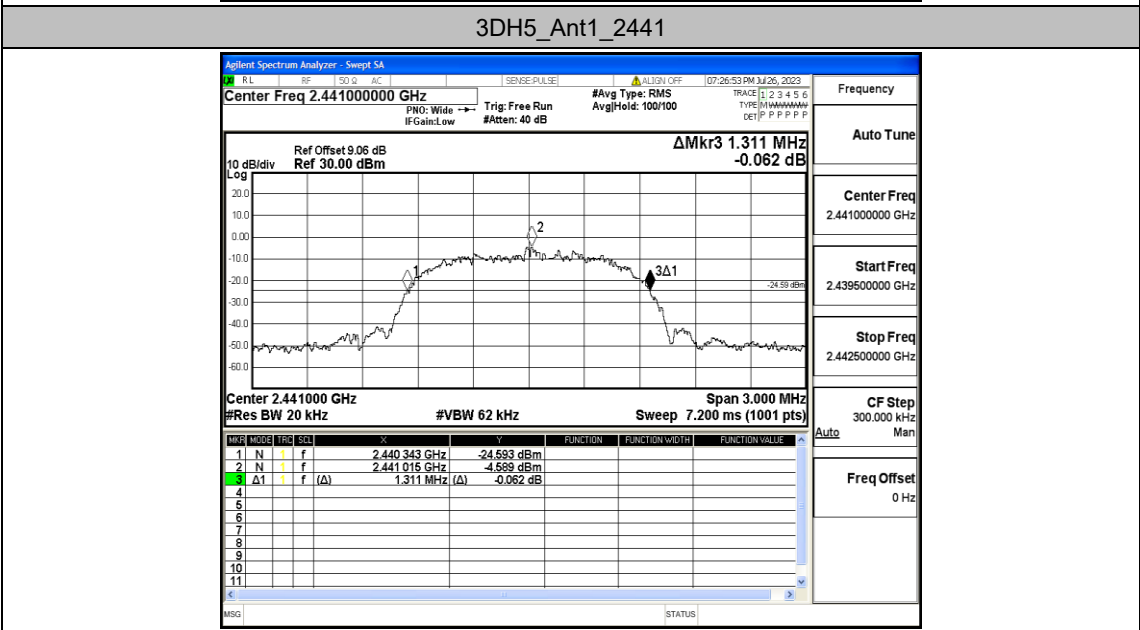 3DH5_Ant1_2441
Agilent Spectrum Analyzer - Swept SA
RL RF 50 Ω AC SENSE:PULSE ALIGN OFF 07:26:53 PM Jul 26, 2023
Center Freq 2.441000000 GHz
PNO: Wide
IFGain:Low
Trig: Free Run
#Atten: 40 dB
#Avg Type: RMS
Avg|Hold: 100/100
TRACE 1 2 3 4 5 6
TYPE M
DET P P P P P P
Frequency
Auto Tune
Center Freq
2.441000000 GHz
Start Freq
2.439500000 GHz
Stop Freq
2.442500000 GHz
CF Step
300.000 kHz
Auto Man
Freq Offset
0 Hz
Ref Offset 9.06 dB
10 dB/div Ref 30.00 dBm
Log
ΔMkr3 1.311 MHz
-0.062 dB
20.0
10.0
0.00
-10.0
-20.0
-30.0
-40.0
-50.0
-60.0
1
2
3Δ1
-24.59 dBm
Center 2.441000 GHz Span 3.000 MHz
#Res BW 20 kHz #VBW 62 kHz Sweep 7.200 ms (1001 pts)
MKR MODE TRC SCL X Y FUNCTION FUNCTION WIDTH FUNCTION VALUE
1 N 1 f 2.440 343 GHz -24.593 dBm
2 N 1 f 2.441 015 GHz -4.589 dBm
3 Δ1 1 f (Δ) 1.311 MHz (Δ) -0.062 dB
4
5
6
7
8
9
10
11
MSG STATUS